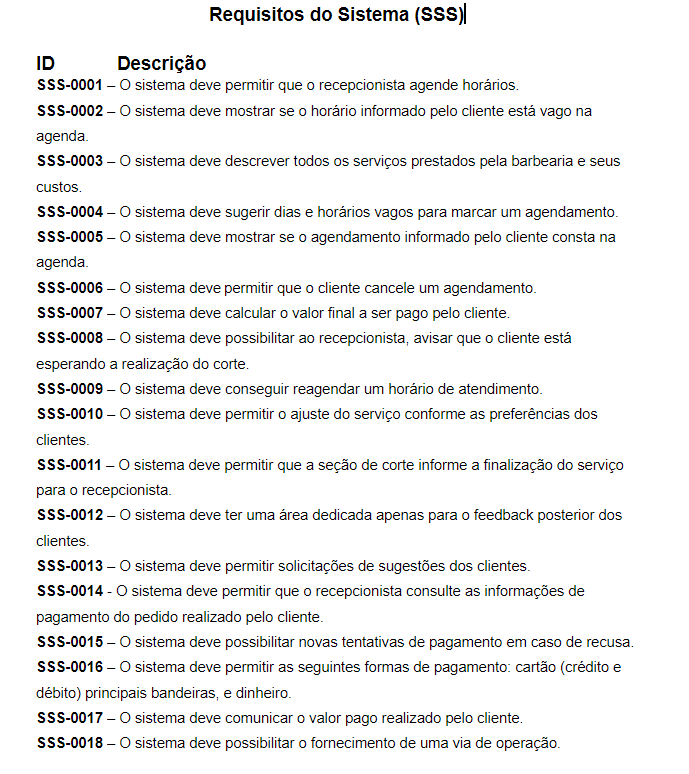 Requisitos do Sistema (SSS)
ID Descrição
SSS-0001 – O sistema deve permitir que o recepcionista agende horários.
SSS-0002 – O sistema deve mostrar se o horário informado pelo cliente está vago na
agenda.
SSS-0003 – O sistema deve descrever todos os serviços prestados pela barbearia e seus
custos.
SSS-0004 – O sistema deve sugerir dias e horários vagos para marcar um agendamento.
SSS-0005 – O sistema deve mostrar se o agendamento informado pelo cliente consta na
agenda.
SSS-0006 – O sistema deve permitir que o cliente cancele um agendamento.
SSS-0007 – O sistema deve calcular o valor final a ser pago pelo cliente.
SSS-0008 – O sistema deve possibilitar ao recepcionista, avisar que o cliente está
esperando a realização do corte.
SSS-0009 – O sistema deve conseguir reagendar um horário de atendimento.
SSS-0010 – O sistema deve permitir o ajuste do serviço conforme as preferências dos
clientes.
SSS-0011 – O sistema deve permitir que a seção de corte informe a finalização do serviço
para o recepcionista.
SSS-0012 – O sistema deve ter uma área dedicada apenas para o feedback posterior dos
clientes.
SSS-0013 – O sistema deve permitir solicitações de sugestões dos clientes.
SSS-0014 - O sistema deve permitir que o recepcionista consulte as informações de
pagamento do pedido realizado pelo cliente.
SSS-0015 – O sistema deve possibilitar novas tentativas de pagamento em caso de recusa.
SSS-0016 – O sistema deve permitir as seguintes formas de pagamento: cartão (crédito e
débito) principais bandeiras, e dinheiro.
SSS-0017 – O sistema deve comunicar o valor pago realizado pelo cliente.
SSS-0018 – O sistema deve possibilitar o fornecimento de uma via de operação.